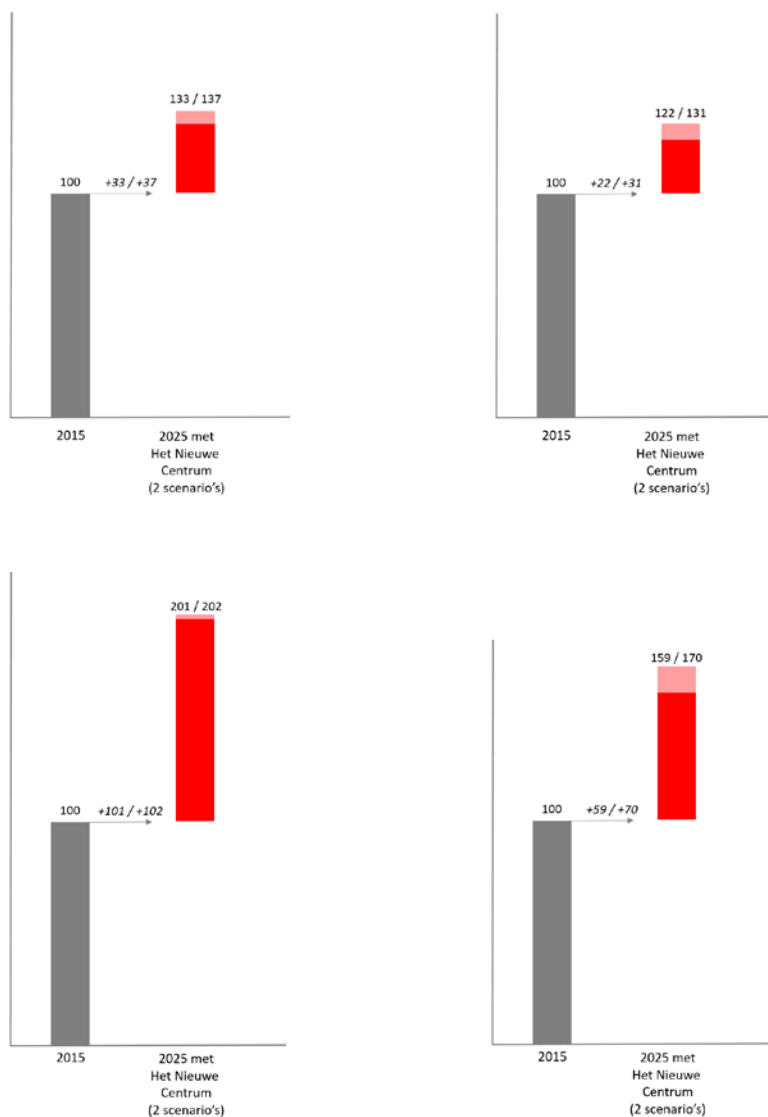 133 / 137
100
+33 / +37
2015
2025 met
Het Nieuwe
Centrum
(2 scenario's)
122 / 131
100
+22 / +31
2015
2025 met
Het Nieuwe
Centrum
(2 scenario's)
201 / 202
100
+101 / +102
2015
2025 met
Het Nieuwe
Centrum
(2 scenario's)
159 / 170
100
+59 / +70
2015
2025 met
Het Nieuwe
Centrum
(2 scenario's)